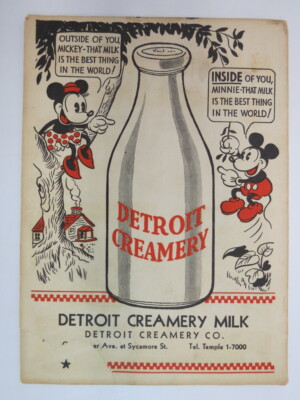 OUTSIDE OF YOU,
MICKEY-THAT MILK
IS THE BEST THING
IN THE WORLD!
INSIDE OF YOU,
MINNIE-THAT MILK
IS THE BEST THING
IN THE WORLD!
DETROIT
CREAMERY
DETROIT CREAMERY MILK
DETROIT CREAMERY CO.
er Ave. at Sycamore St. Tel. Temple 1-7000